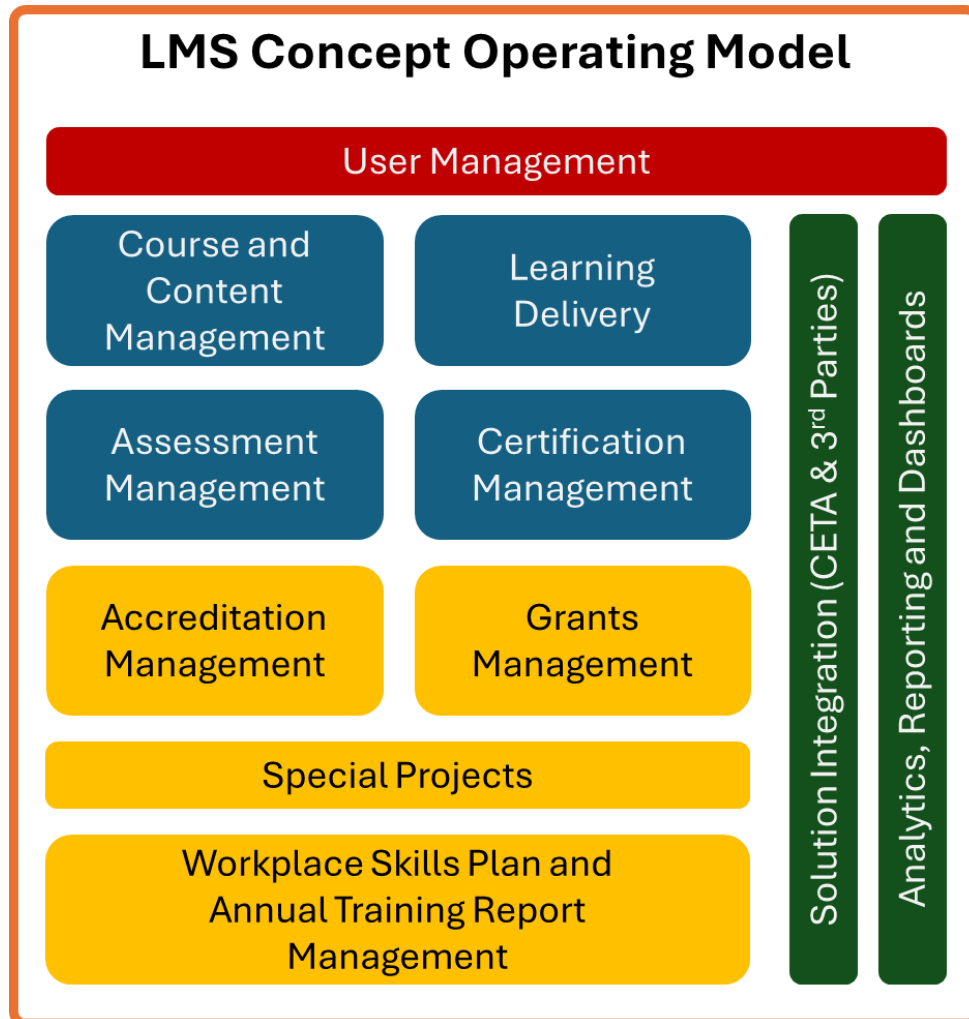 LMS Concept Operating Model
User Management
Course and
Content
Management
Learning
Delivery
Assessment
Management
Certification
Management
Accreditation
Management
Grants
Management
Special Projects
Workplace Skills Plan and
Annual Training Report
Management
Solution Integration (CETA & 3rd Parties)
Analytics, Reporting and Dashboards